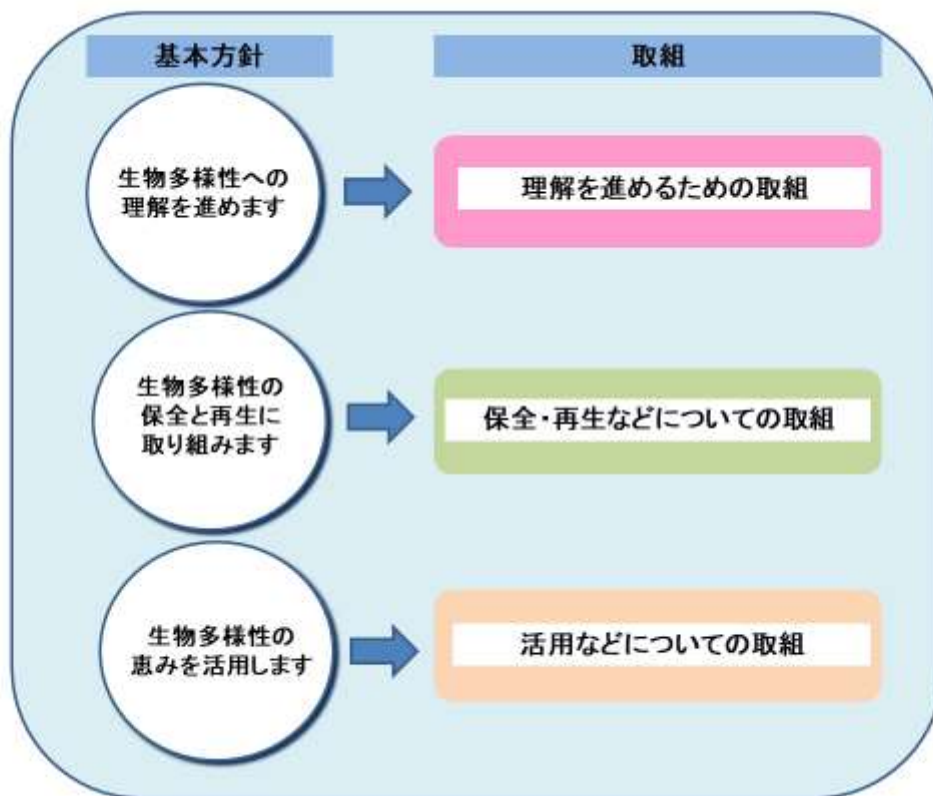 基本方針
取組
生物多様性への
理解を進めます
理解を進めるための取組
生物多様性の
保全と再生に
取り組みます
保全・再生などについての取組
生物多様性の
恵みを活用します
活用などについての取組